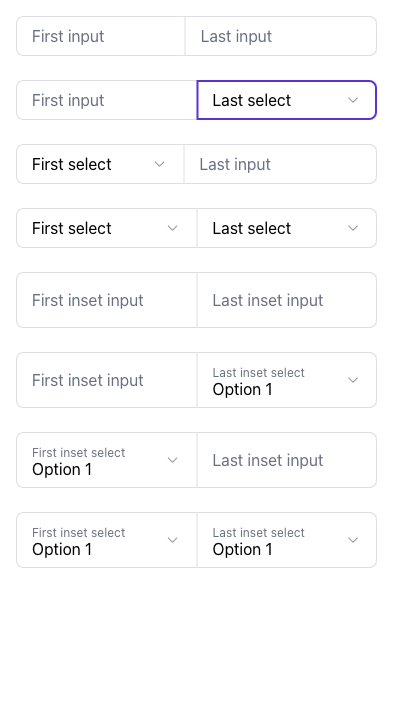 First input Last input
First input Last select
First select Last input
First select Last select
First inset input Last inset input
First inset input Last inset select
Option 1
First inset select Last inset input
Option 1
First inset select Last inset select
Option 1 Option 1